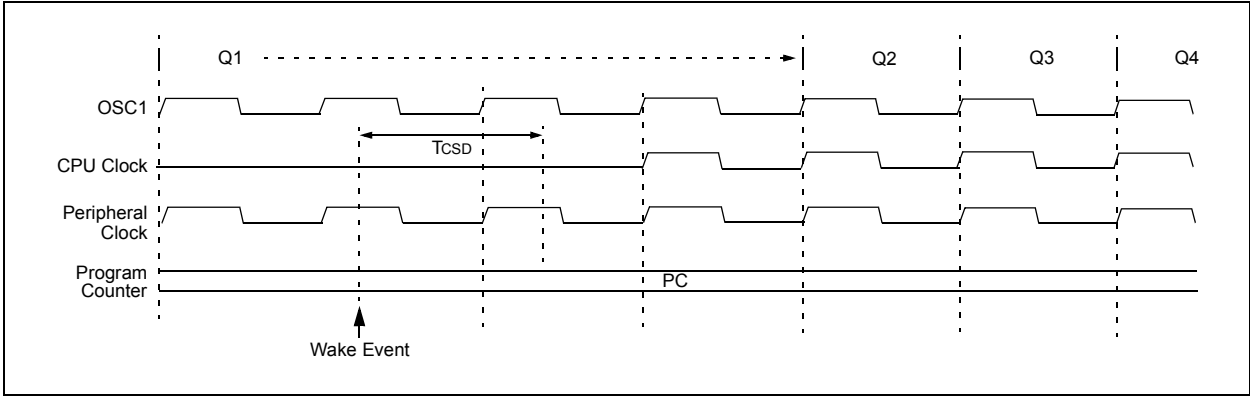 Q1 Q2 Q3 Q4
OSC1
TCSD
CPU Clock
Peripheral
Clock
Program
Counter
PC
Wake Event